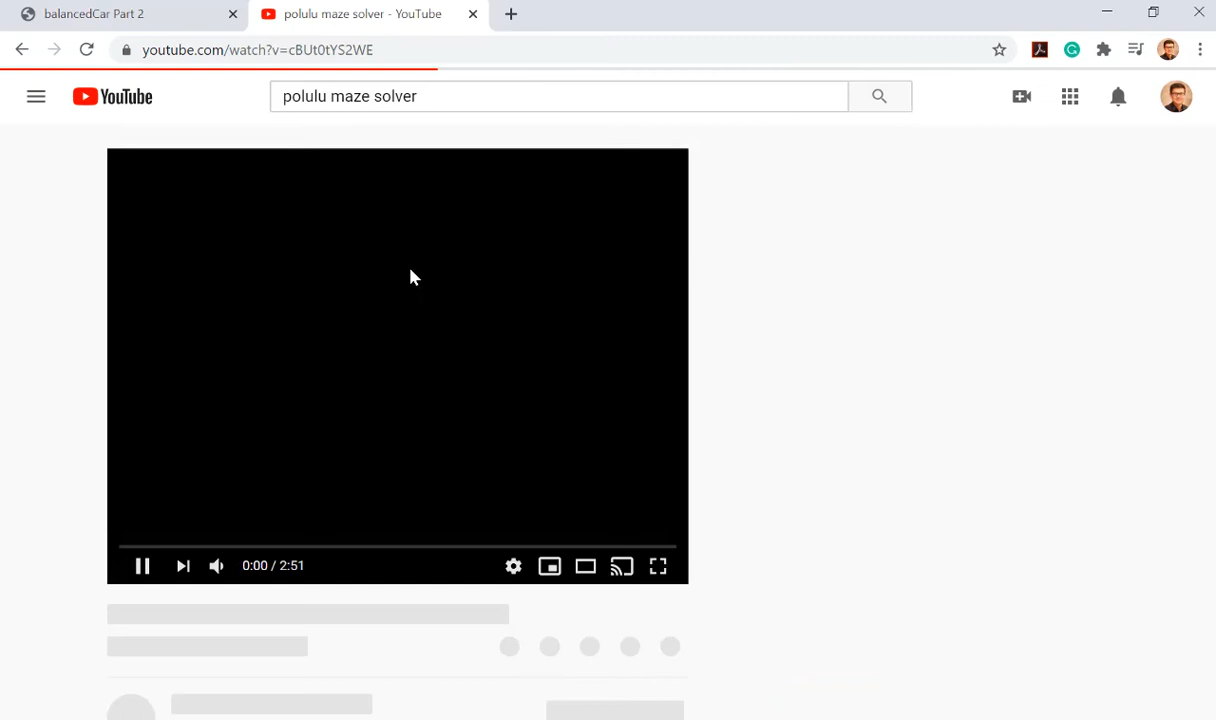 balancedCar Part 2
polulu maze solver - YouTube
youtube.com/watch?v=cBUt0tYS2WE
YouTube
polulu maze solver
0:00 / 2:51